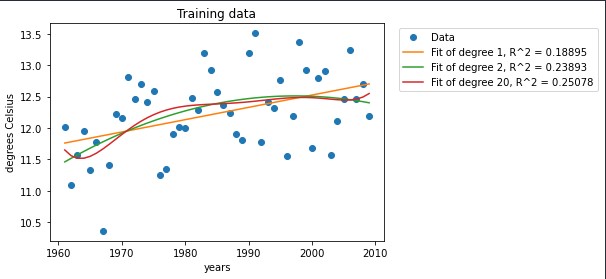 Training data
Data
Fit of degree 1, R^2 = 0.18895
Fit of degree 2, R^2 = 0.23893
Fit of degree 20, R^2 = 0.25078
degrees Celsius
13.5
13.0
12.5
12.0
11.5
11.0
10.5
1960 1970 1980 1990 2000 2010
years